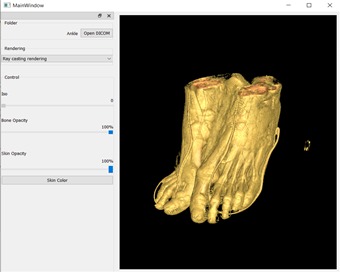 MainWindow
Folder
Ankle Open DICOM
Rendering
Ray casting rendering
Control
0
Bone Opacity
100%
Skin Opacity
100%
Skin Color